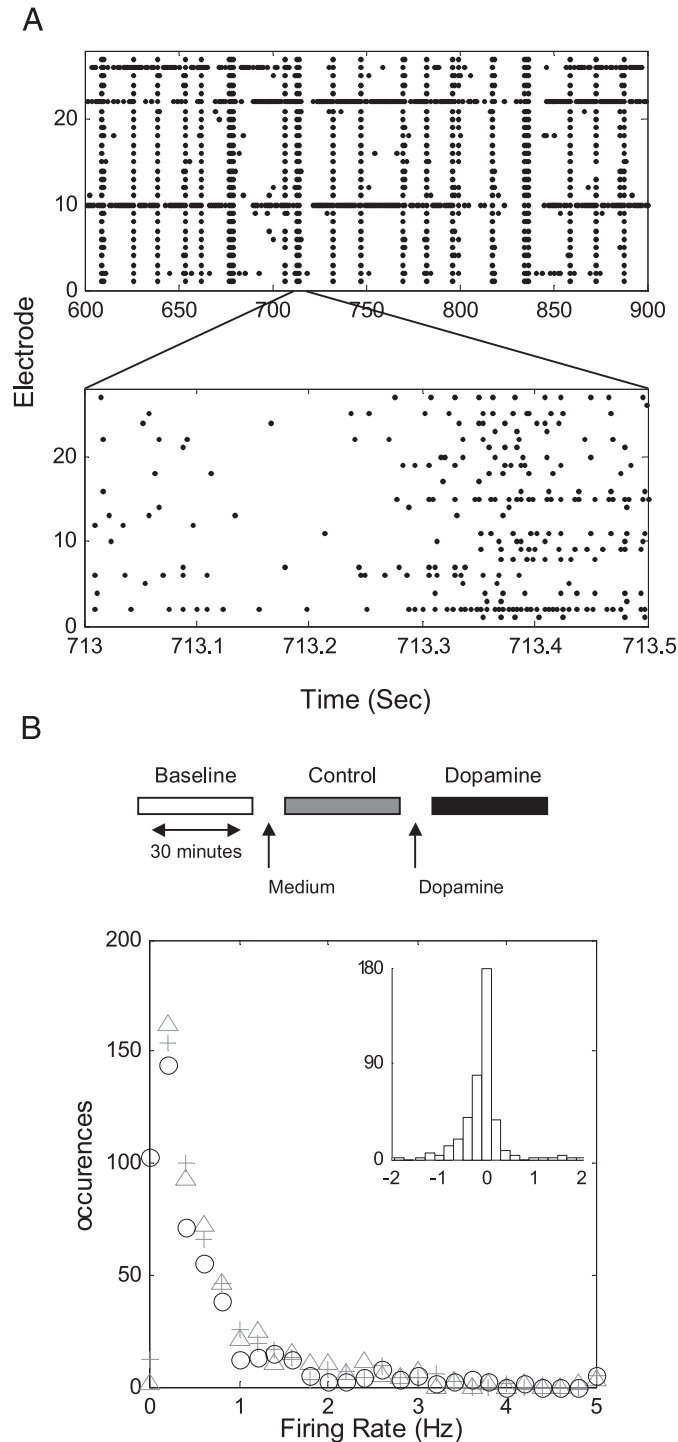 A
20
10
0
600 650 700 750 800 850 900
Electrode
20
10
0
713 713.1 713.2 713.3 713.4 713.5
Time (Sec)
B
Baseline Control Dopamine
30 minutes
Medium Dopamine
200
150
100
50
0
occurences
180
90
0
-2 -1 0 1 2
0 1 2 3 4 5
Firing Rate (Hz)